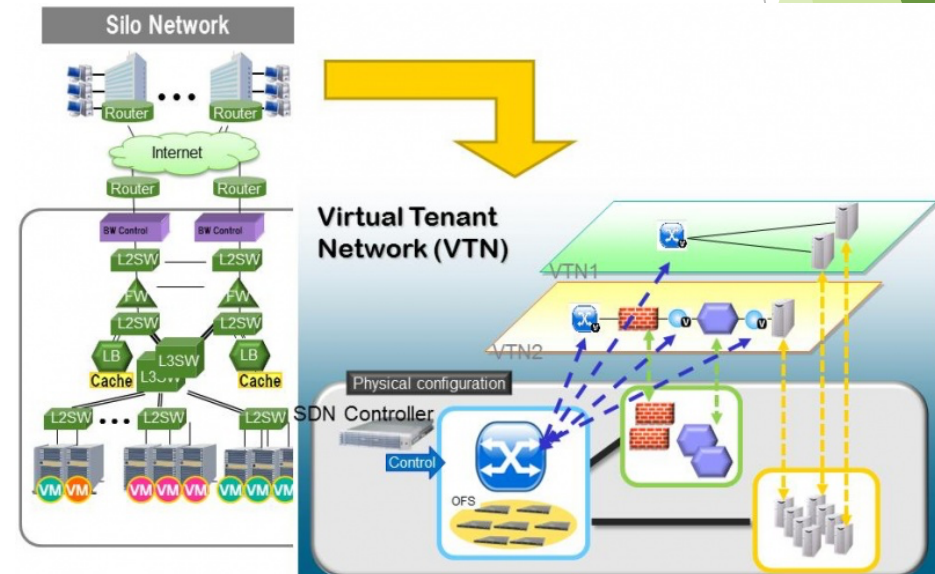 Silo Network
Router
Router
Internet
Router
Router
BW Control
BW Control
L2SW
L2SW
FW
FW
L2SW
L2SW
LB
L3SW
LB
Cache
L3SW
Cache
L2SW
L2SW
L2SW
VM VM
VM VM VM
VM VM VM
Virtual Tenant
Network (VTN)
VTN1
V
VTN2
V
V
V
Physical configuration
SDN Controller
Control
OFS